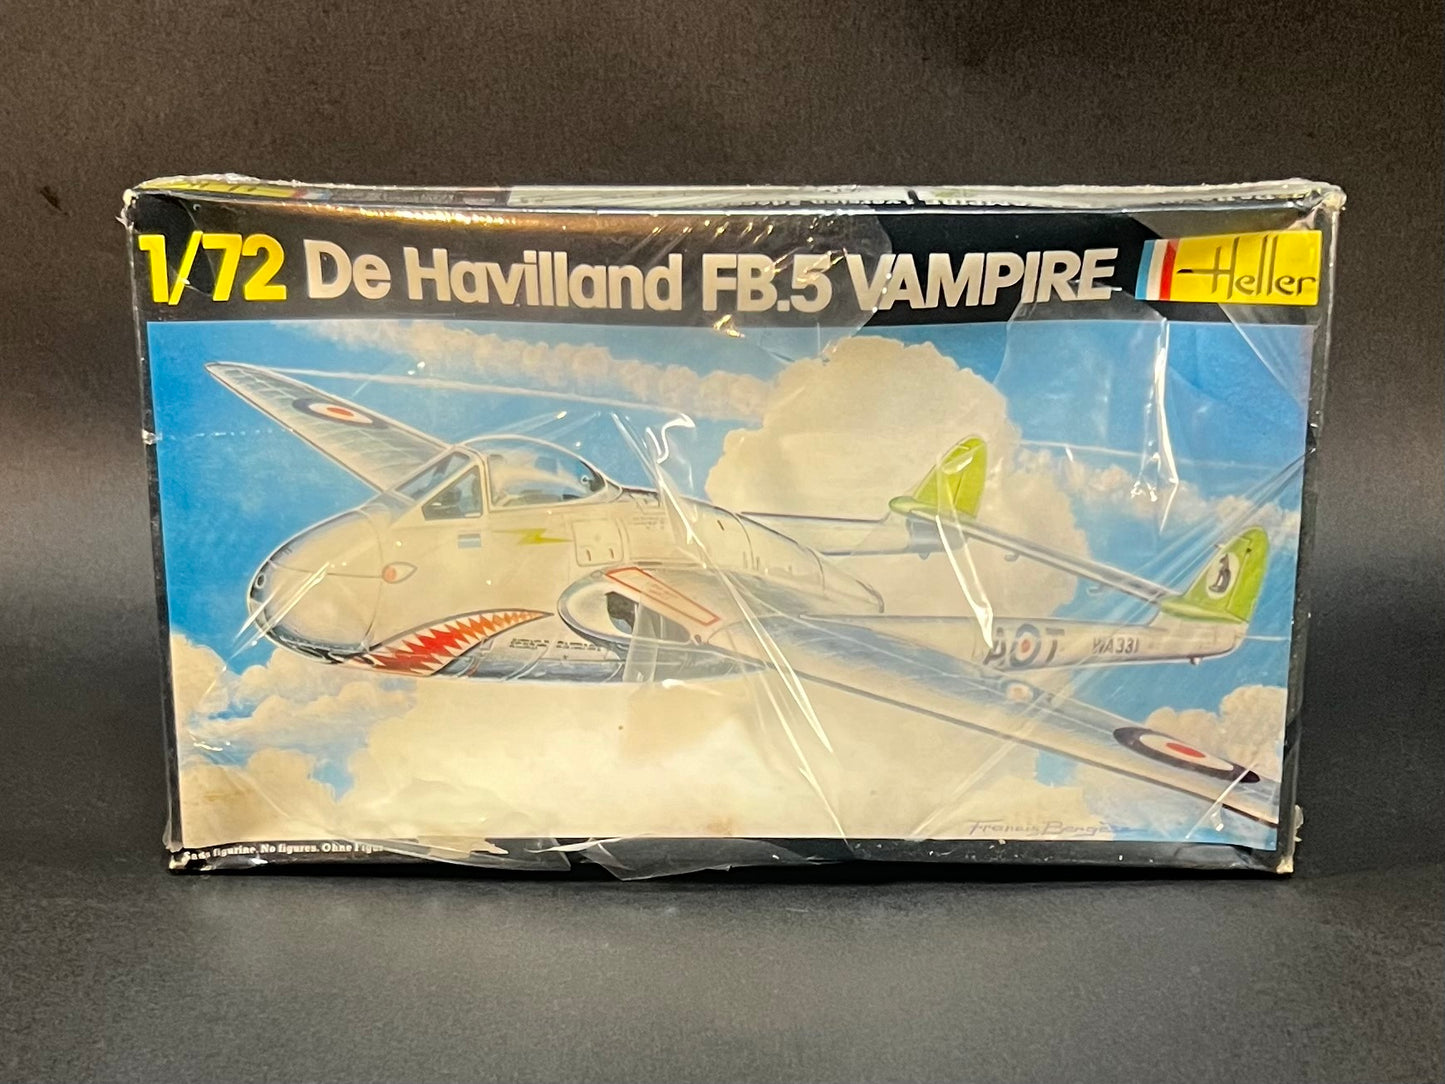 1/72 De Havilland FB.5 VAMPIRE Heller
A T WA331
Francis Bergèse
Sans figurine. No figures. Ohne Figur